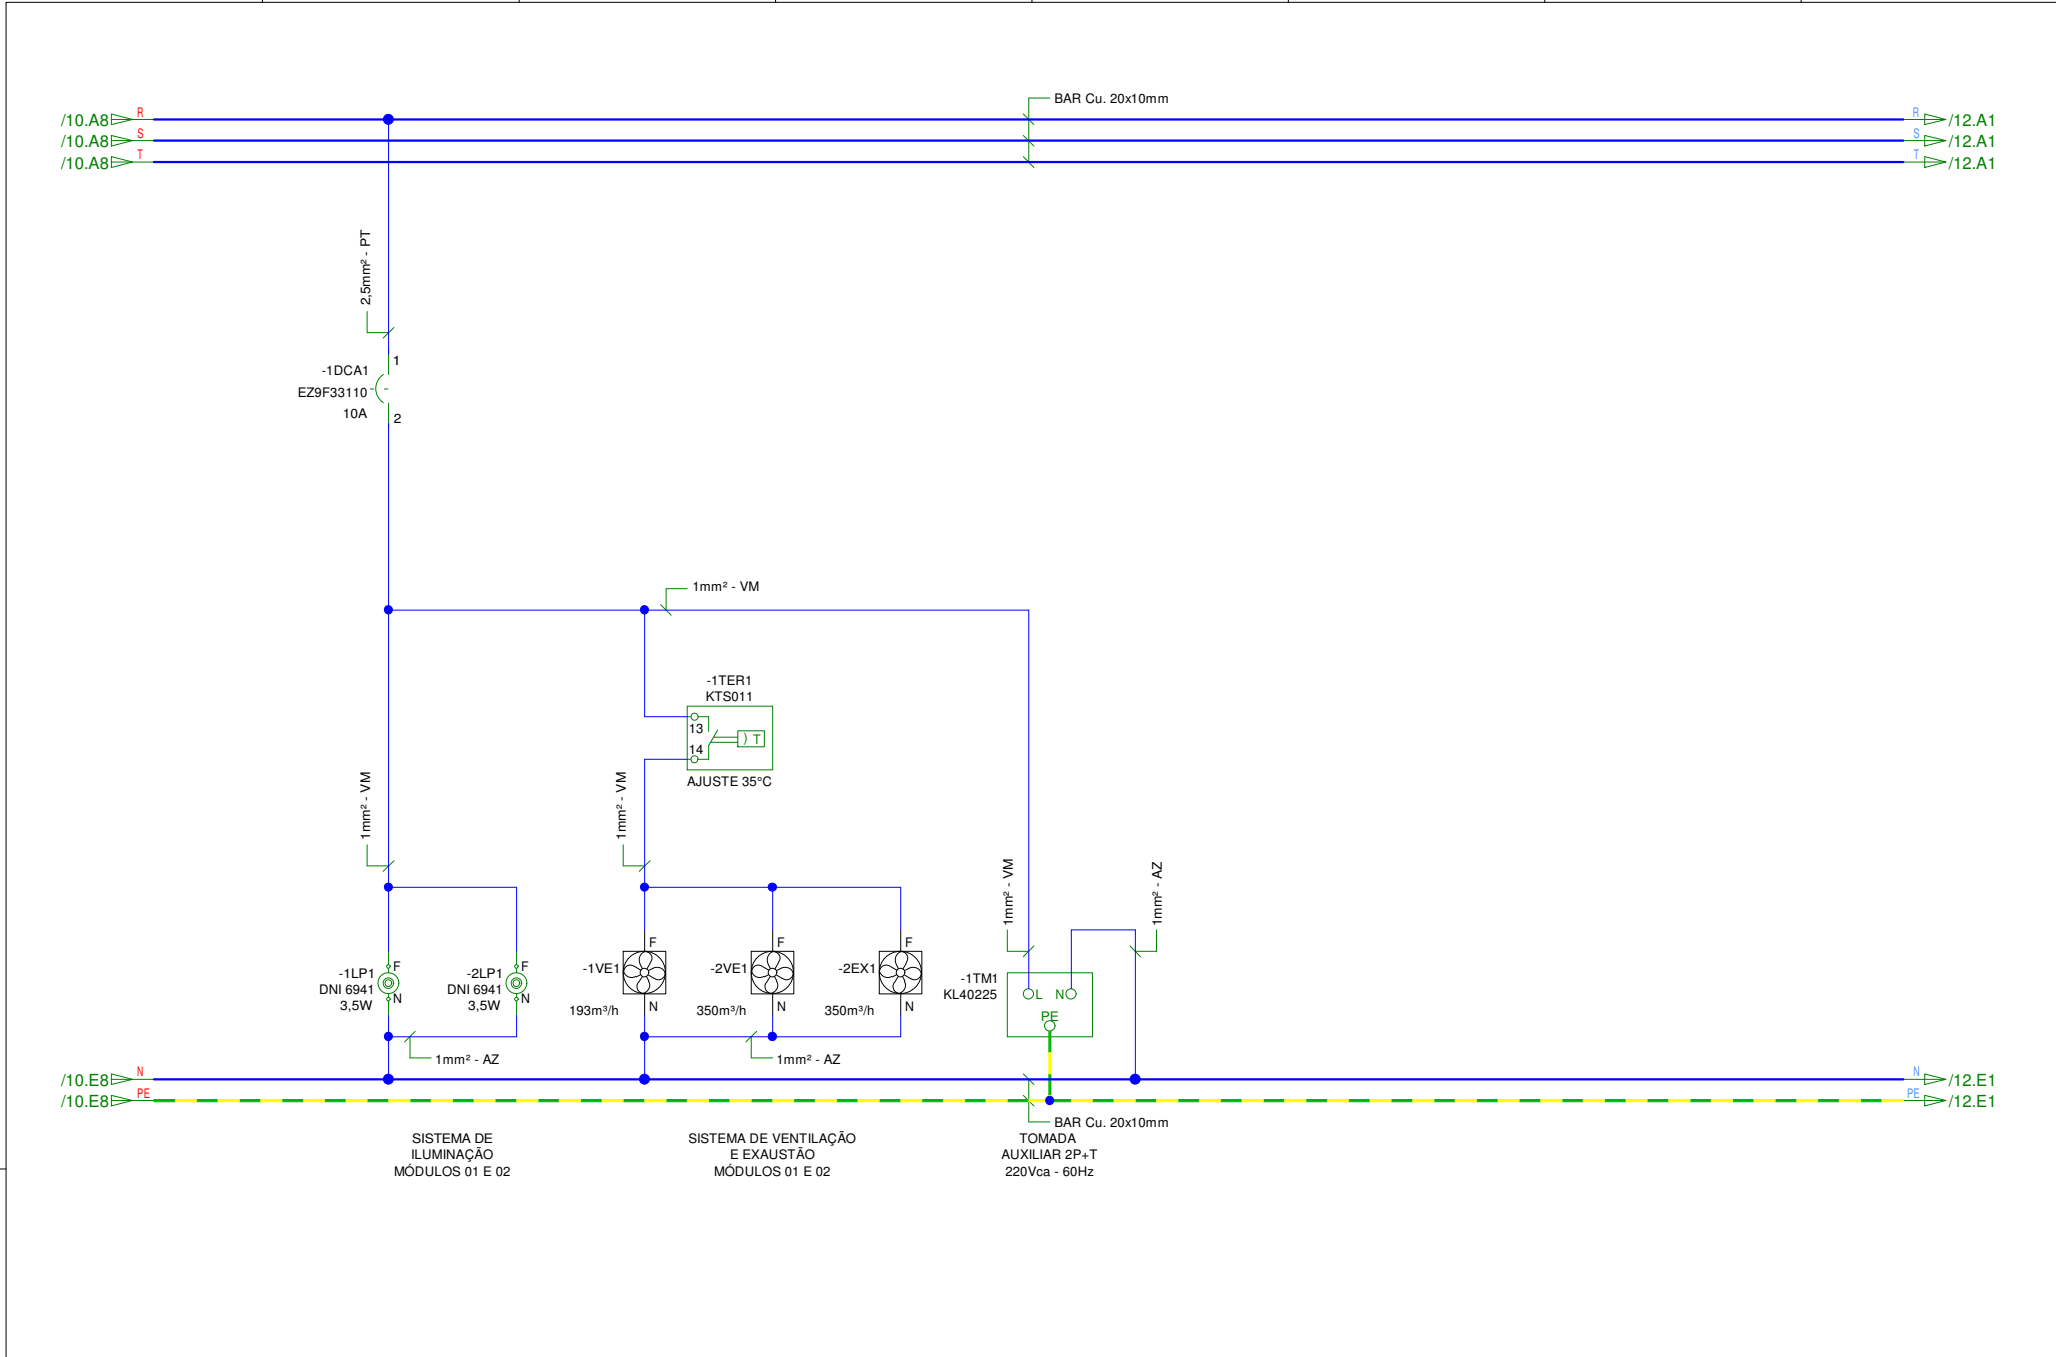 BAR Cu. 20x10mm
/10.A8 R
R /12.A1
/10.A8 S
S /12.A1
/10.A8 T
T /12.A1
2,5mm² - PT
1
-1DCA1
EZ9F33110
10A
2
1mm² - VM
-1TER1
KTS011
13
14
T
AJUSTE 35°C
1mm² - VM
1mm² - VM
1mm² - VM
1mm² - AZ
-1LP1
DNI 6941
3,5W
F
N
-2LP1
DNI 6941
3,5W
F
N
-1VE1
F
N
193m³/h
-2VE1
F
N
350m³/h
-2EX1
F
N
350m³/h
-1TM1
KL40225
L
N
PE
1mm² - AZ
1mm² - AZ
/10.E8 N
N /12.E1
/10.E8 PE
PE /12.E1
BAR Cu. 20x10mm
SISTEMA DE
ILUMINAÇÃO
MÓDULOS 01 E 02
SISTEMA DE VENTILAÇÃO
E EXAUSTÃO
MÓDULOS 01 E 02
TOMADA
AUXILIAR 2P+T
220Vca - 60Hz